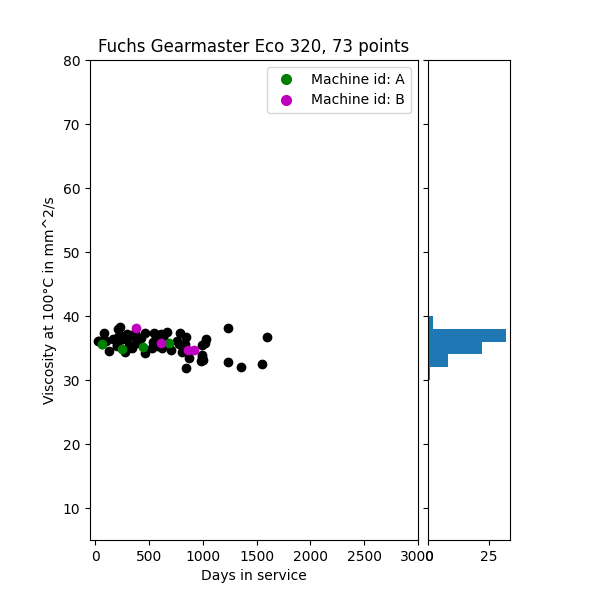 Fuchs Gearmaster Eco 320, 73 points
Machine id: A
Machine id: B
Viscosity at 100°C in mm^2/s
80
70
60
50
40
30
20
10
0 500 1000 1500 2000 2500 3000
0 25
Days in service